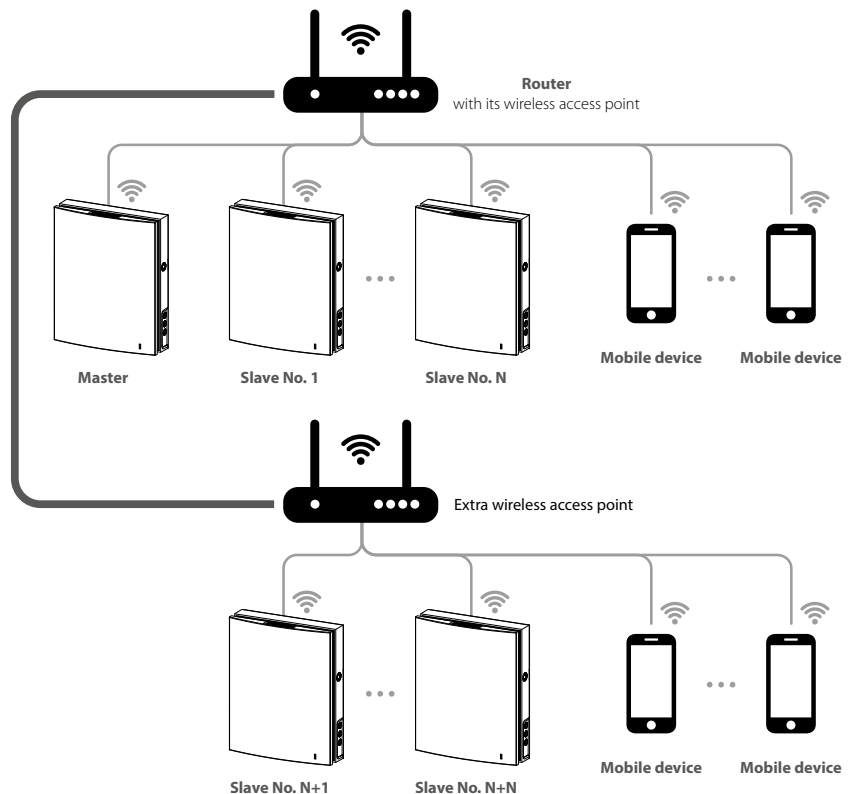 Router
with its wireless access point
Master
Slave No. 1
Slave No. N
Mobile device
Mobile device
Extra wireless access point
Slave No. N+1
Slave No. N+N
Mobile device
Mobile device